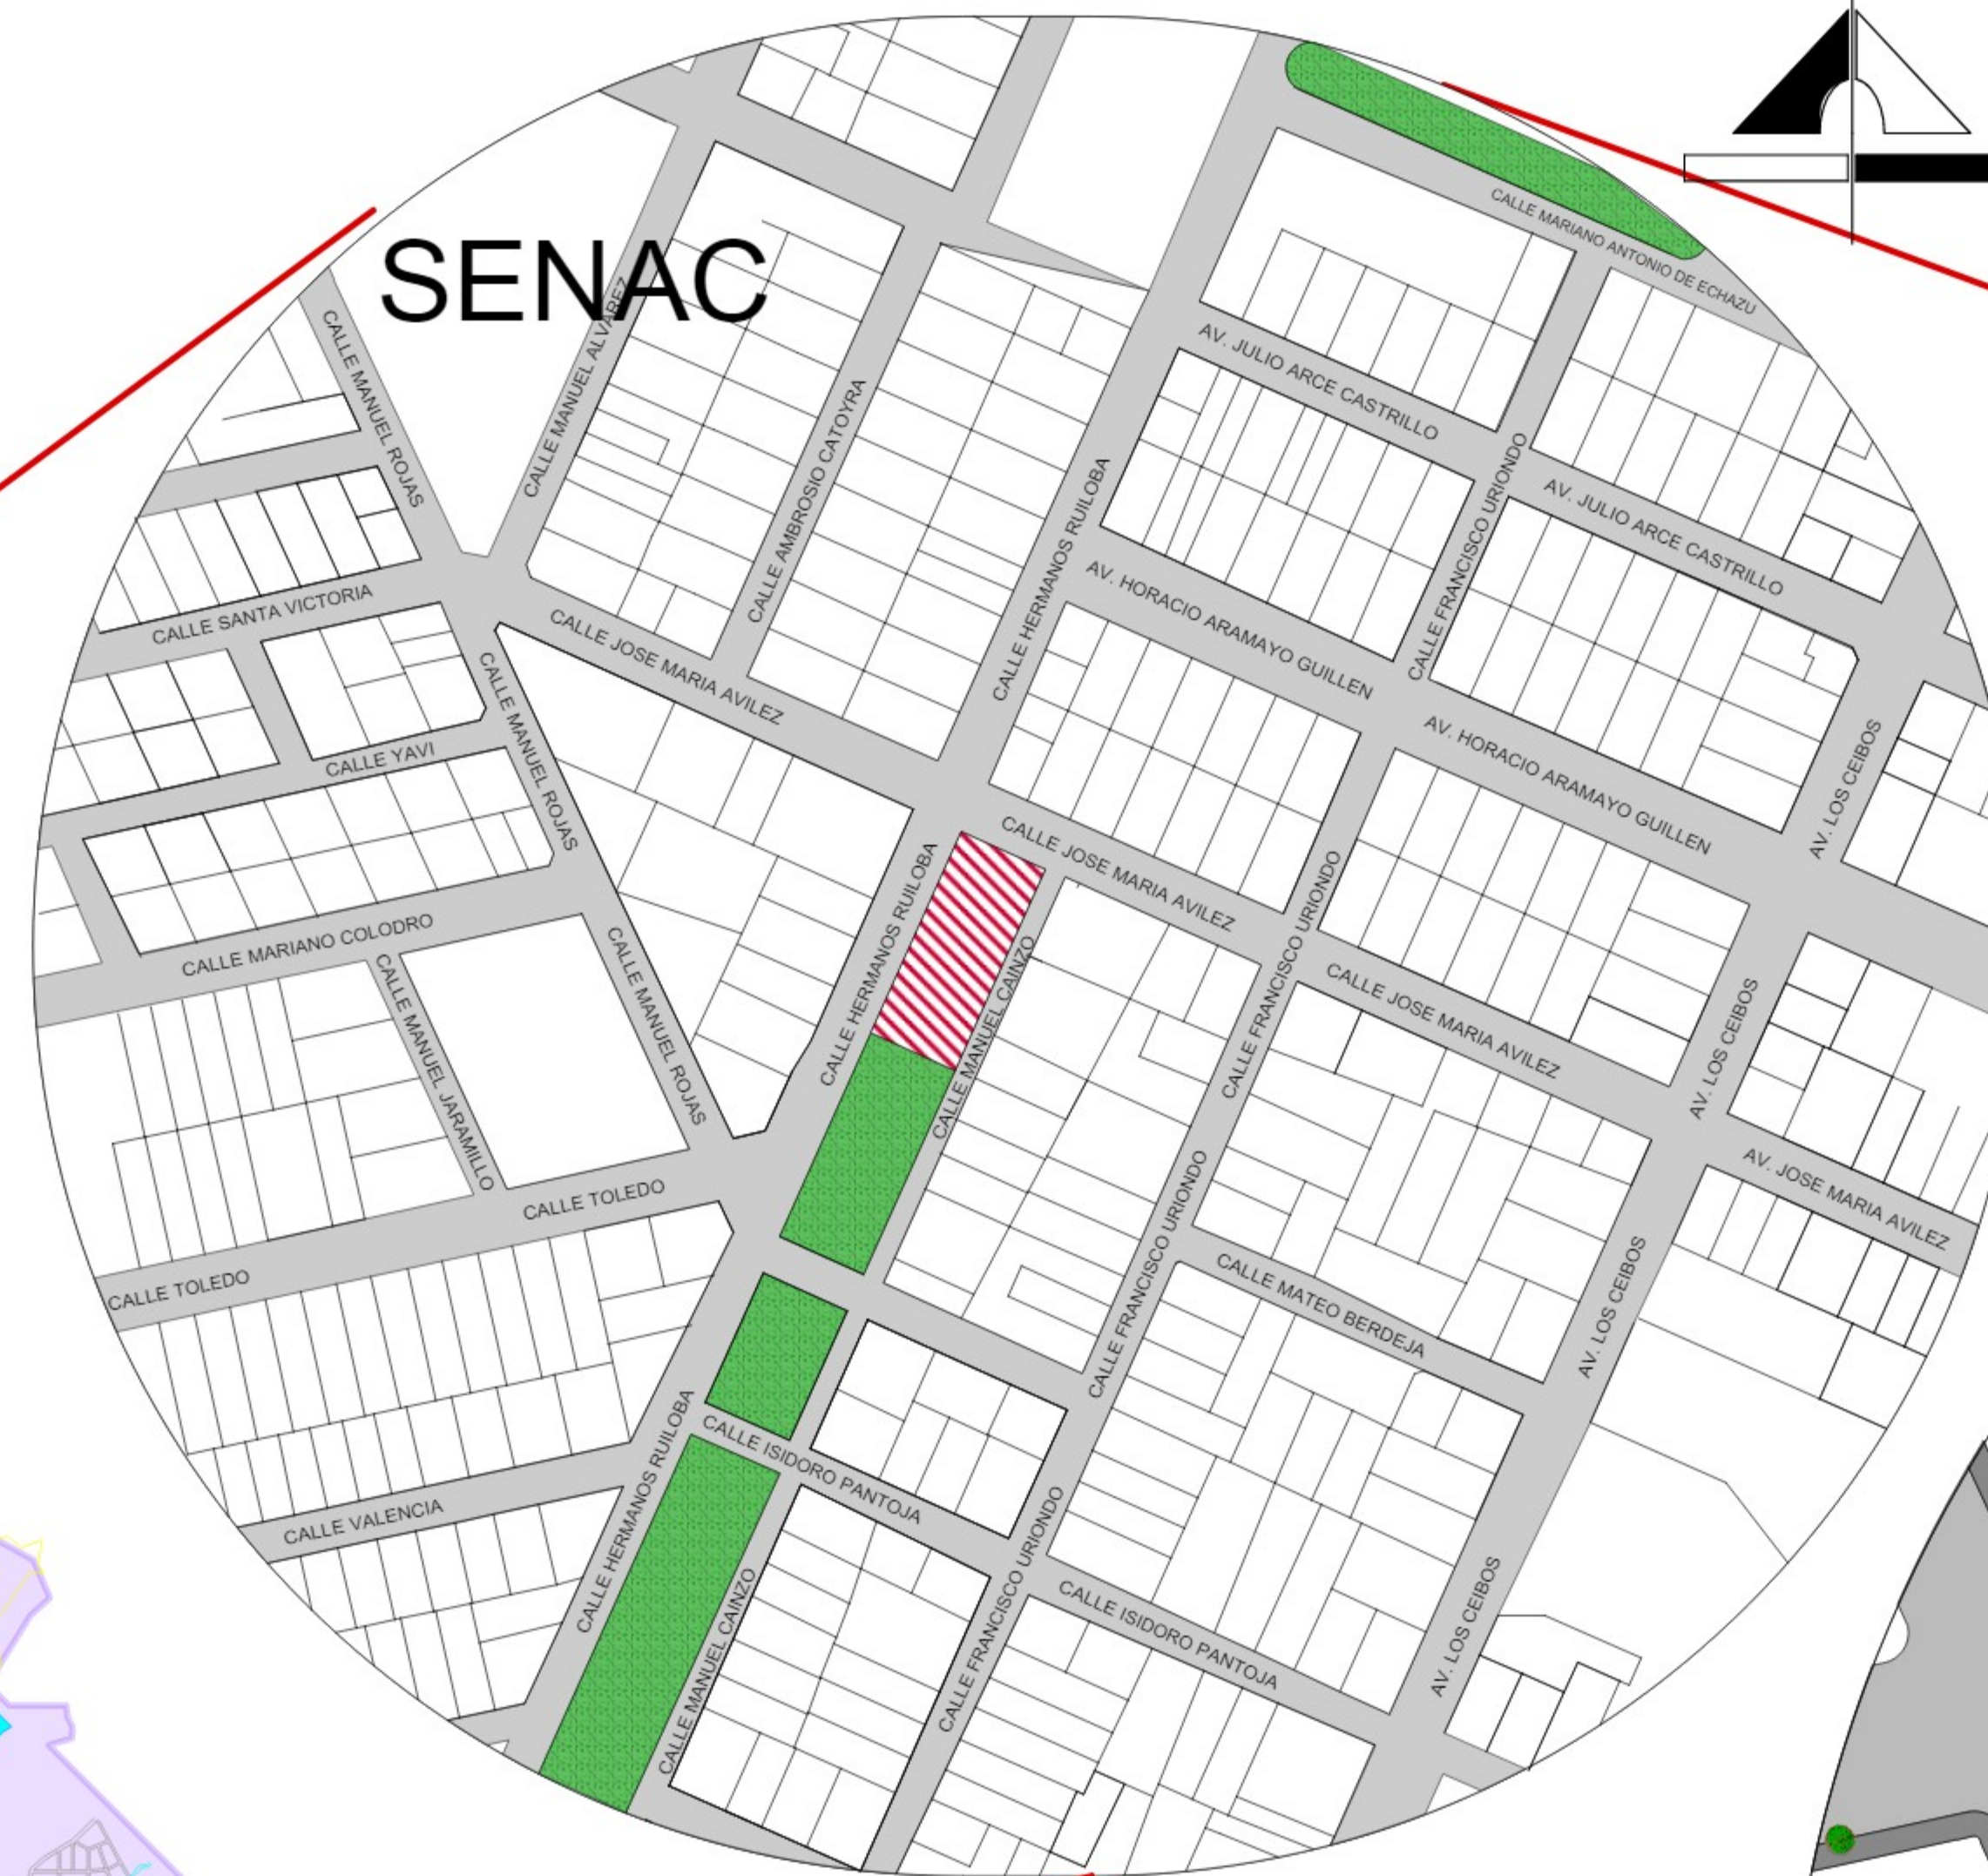 CALLE MARIANO ANTONIO DE ECHAZU
SENAC
CALLE MANUEL ROJAS
CALLE MANUEL ALVAREZ
CALLE AMBROSIO CATOYRA
AV. JULIO ARCE CASTRILLO
CALLE HERMANOS RUILOBA
CALLE FRANCISCO URIONDO
AV. JULIO ARCE CASTRILLO
AV. HORACIO ARAMAYO GUILLEN
CALLE SANTA VICTORIA
CALLE JOSE MARIA AVILEZ
CALLE MANUEL ROJAS
CALLE YAVI
AV. HORACIO ARAMAYO GUILLEN
AV. LOS CEIBOS
CALLE JOSE MARIA AVILEZ
CALLE HERMANOS RUILOBA
CALLE FRANCISCO URIONDO
CALLE MARIANO COLODRO
CALLE MANUEL ROJAS
CALLE MANUEL CAINZO
CALLE JOSE MARIA AVILEZ
AV. LOS CEIBOS
CALLE MANUEL JARAMILLO
AV. JOSE MARIA AVILEZ
CALLE TOLEDO
CALLE FRANCISCO URIONDO
CALLE TOLEDO
CALLE MATEO BERDEJA
AV. LOS CEIBOS
CALLE HERMANOS RUILOBA
CALLE ISIDORO PANTOJA
CALLE VALENCIA
CALLE FRANCISCO URIONDO
CALLE MANUEL CAINZO
CALLE ISIDORO PANTOJA
AV. LOS CEIBOS